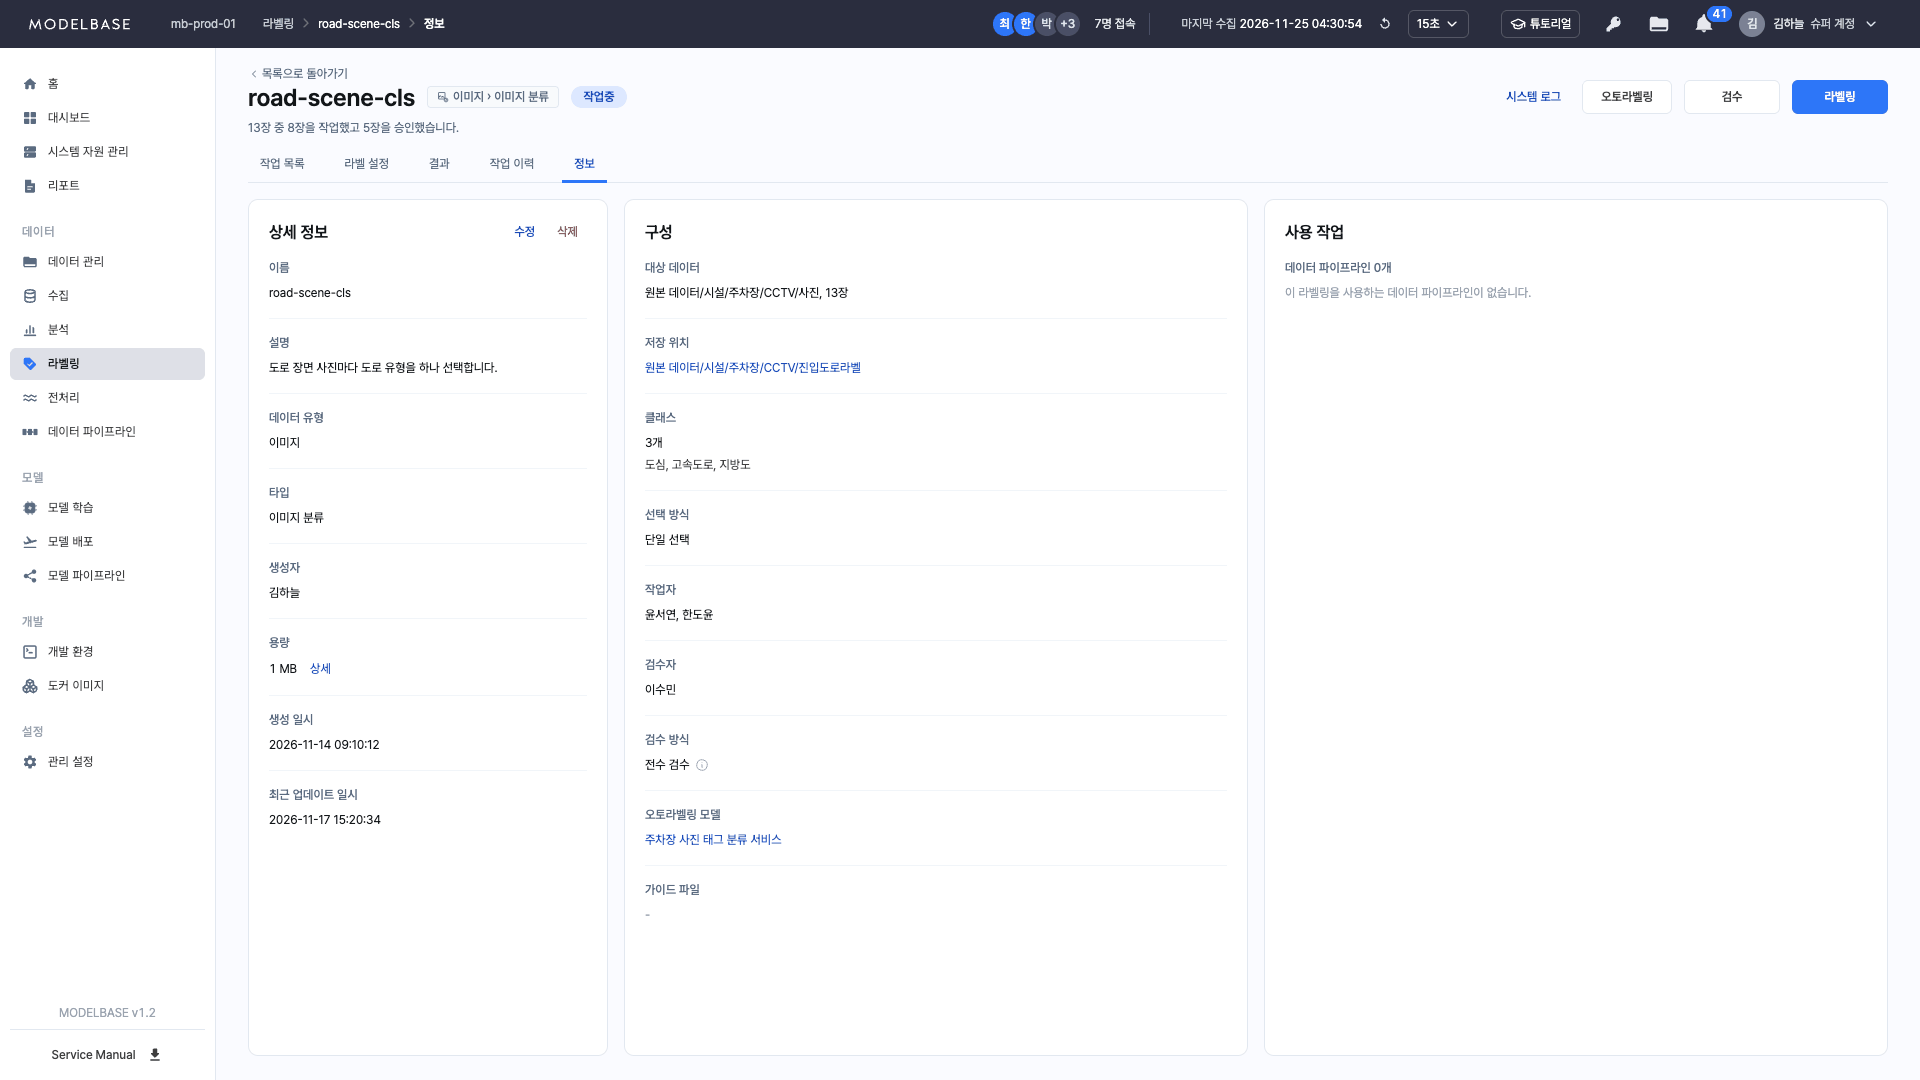 MODELBASE
mb-prod-01
라벨링 > road-scene-cls > 정보
최 한 박 +3 7명 접속
마지막 수집 2026-11-25 04:30:54
15초
튜토리얼
41
김 김하늘 슈퍼 계정
홈
대시보드
시스템 자원 관리
리포트
데이터
데이터 관리
수집
분석
라벨링
전처리
데이터 파이프라인
모델
모델 학습
모델 배포
모델 파이프라인
개발
개발 환경
도커 이미지
설정
관리 설정
MODELBASE v1.2
Service Manual
목록으로 돌아가기
road-scene-cls
이미지 › 이미지 분류
작업중
13장 중 8장을 작업했고 5장을 승인했습니다.
시스템 로그
오토라벨링
검수
라벨링
작업 목록
라벨 설정
결과
작업 이력
정보
상세 정보
수정
삭제
이름
road-scene-cls
설명
도로 장면 사진마다 도로 유형을 하나 선택합니다.
데이터 유형
이미지
타입
이미지 분류
생성자
김하늘
용량
1 MB 상세
생성 일시
2026-11-14 09:10:12
최근 업데이트 일시
2026-11-17 15:20:34
구성
대상 데이터
원본 데이터/시설/주차장/CCTV/사진, 13장
저장 위치
원본 데이터/시설/주차장/CCTV/진입도로라벨
클래스
3개
도심, 고속도로, 지방도
선택 방식
단일 선택
작업자
윤서연, 한도윤
검수자
이수민
검수 방식
전수 검수
오토라벨링 모델
주차장 사진 태그 분류 서비스
가이드 파일
-
사용 작업
데이터 파이프라인 0개
이 라벨링을 사용하는 데이터 파이프라인이 없습니다.